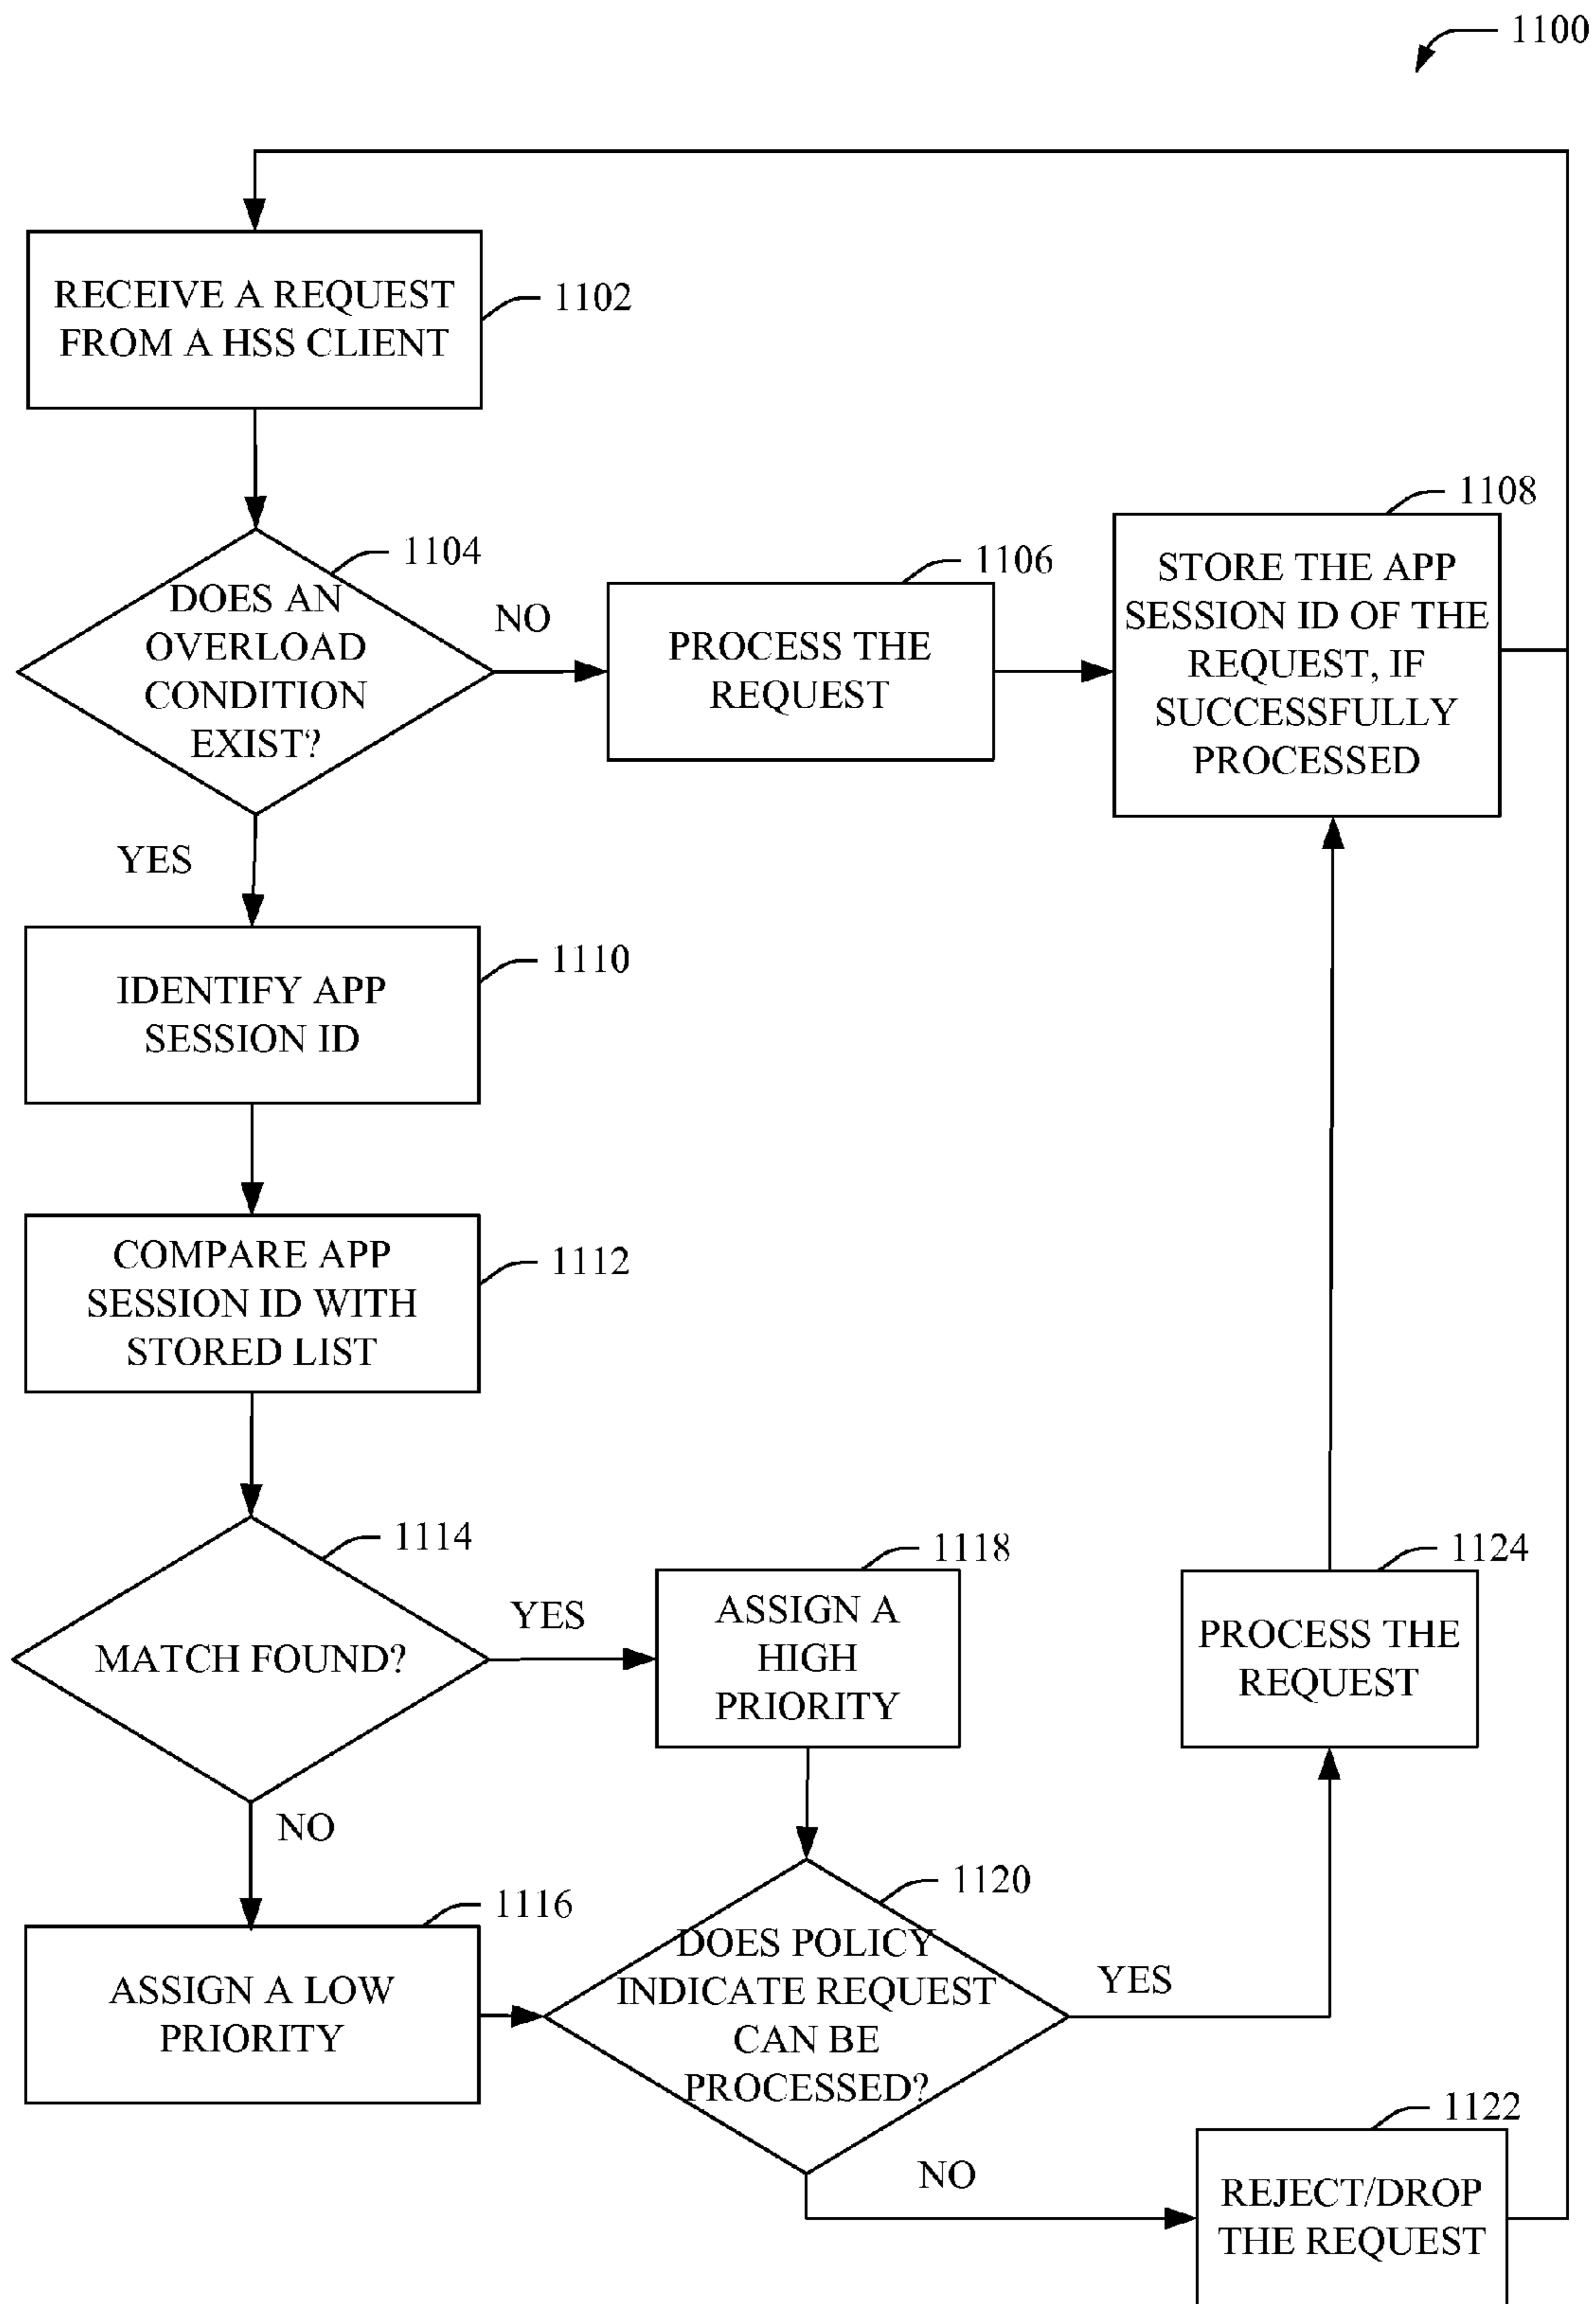 1100
RECEIVE A REQUEST
FROM A HSS CLIENT
1102
1104
DOES AN
OVERLOAD
CONDITION
EXIST?
NO
1106
PROCESS THE
REQUEST
1108
STORE THE APP
SESSION ID OF THE
REQUEST, IF
SUCCESSFULLY
PROCESSED
YES
1110
IDENTIFY APP
SESSION ID
1112
COMPARE APP
SESSION ID WITH
STORED LIST
1114
MATCH FOUND?
YES
1118
ASSIGN A
HIGH
PRIORITY
1124
PROCESS THE
REQUEST
NO
1116
ASSIGN A LOW
PRIORITY
1120
DOES POLICY
INDICATE REQUEST
CAN BE
PROCESSED?
YES
NO
1122
REJECT/DROP
THE REQUEST